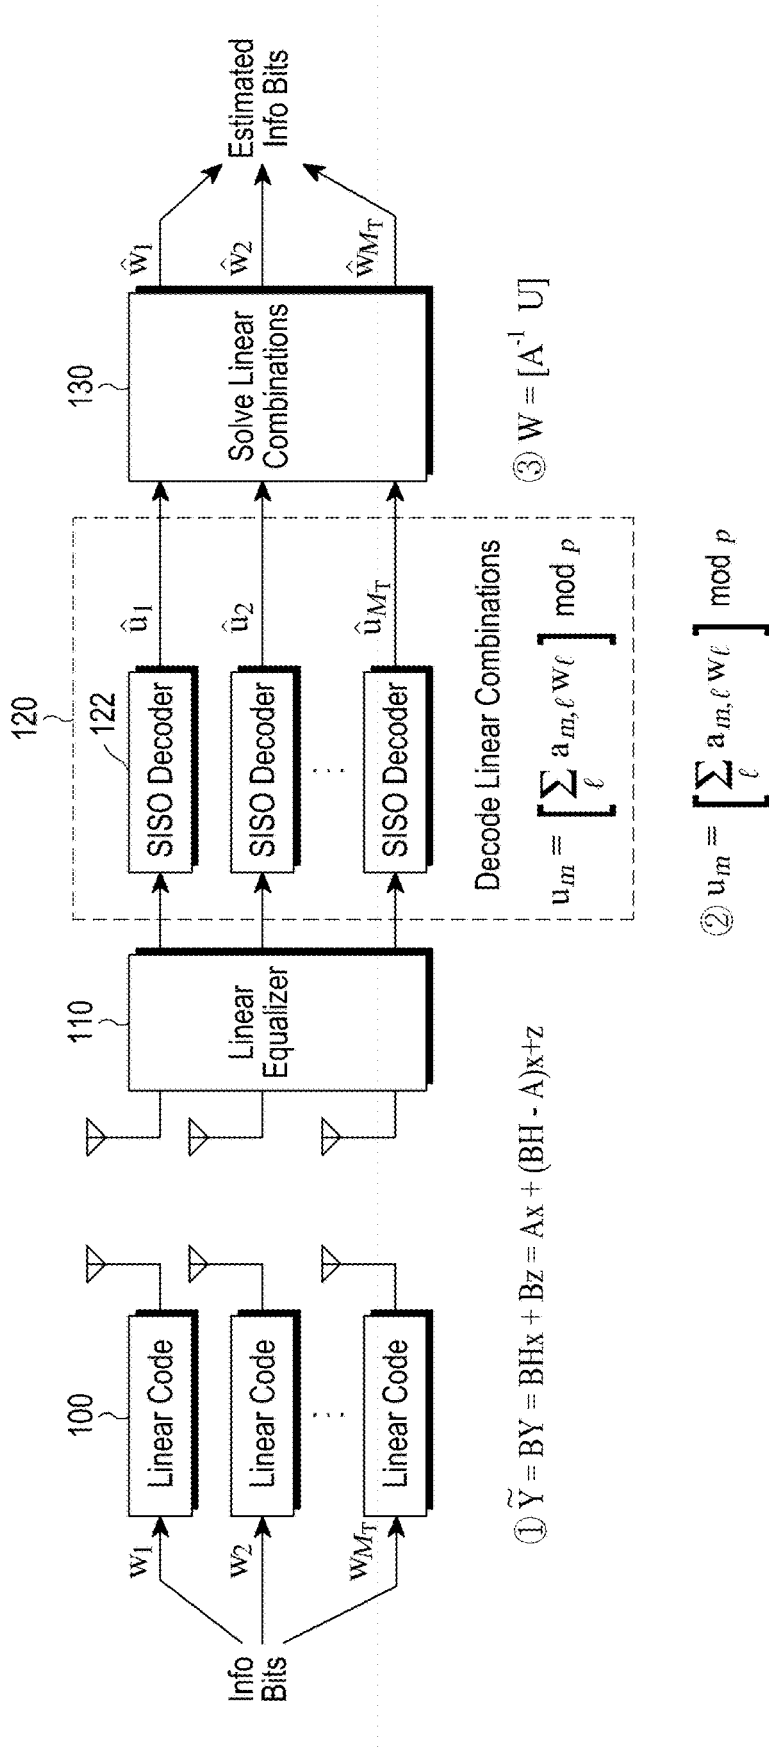 Info
Bits
w1
w2
wMT
100
Linear Code
Linear Code
. . .
Linear Code
110
Linear
Equalizer
120
122
SISO Decoder
SISO Decoder
. . .
SISO Decoder
û1
û2
ûMT
Decode Linear Combinations
um = [∑ℓ am,ℓ wℓ] mod p
130
Solve Linear
Combinations
ŵ1
ŵ2
ŵMT
Estimated
Info Bits
① Ỹ = BY = BHx + Bz = Ax + (BH - A)x+z
② um = [∑ℓ am,ℓ wℓ] mod p
③ W = [A-1 U]